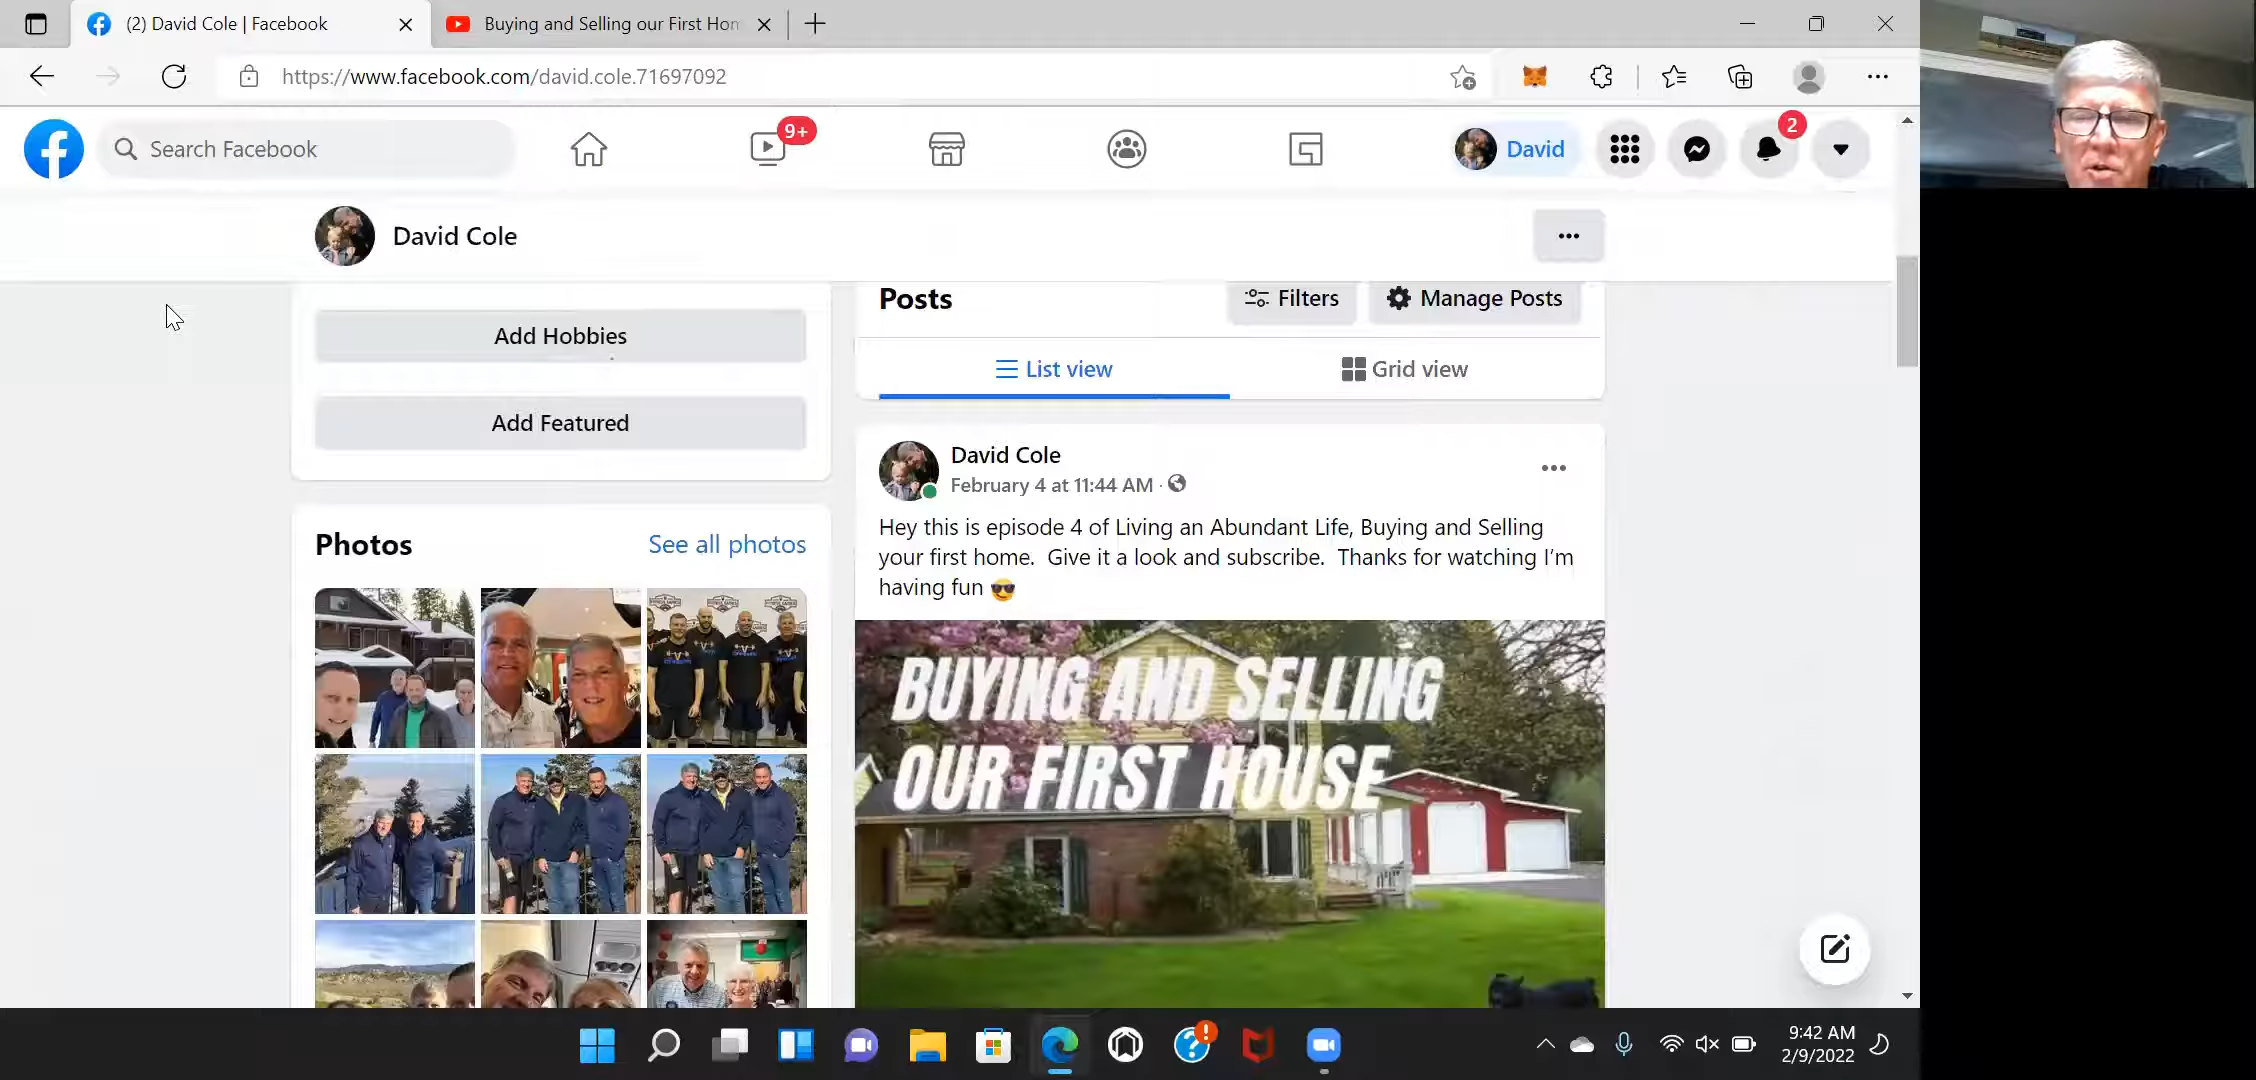 (2) David Cole | Facebook
Buying and Selling our First Hom
https://www.facebook.com/david.cole.71697092
Search Facebook
9+
David
2
David Cole
Add Hobbies
Add Featured
Photos
See all photos
Posts
Filters
Manage Posts
List view
Grid view
David Cole
February 4 at 11:44 AM ·
Hey this is episode 4 of Living an Abundant Life, Buying and Selling
your first home. Give it a look and subscribe. Thanks for watching I'm
having fun 😎
BUYING AND SELLING
OUR FIRST HOUSE
9:42 AM
2/9/2022